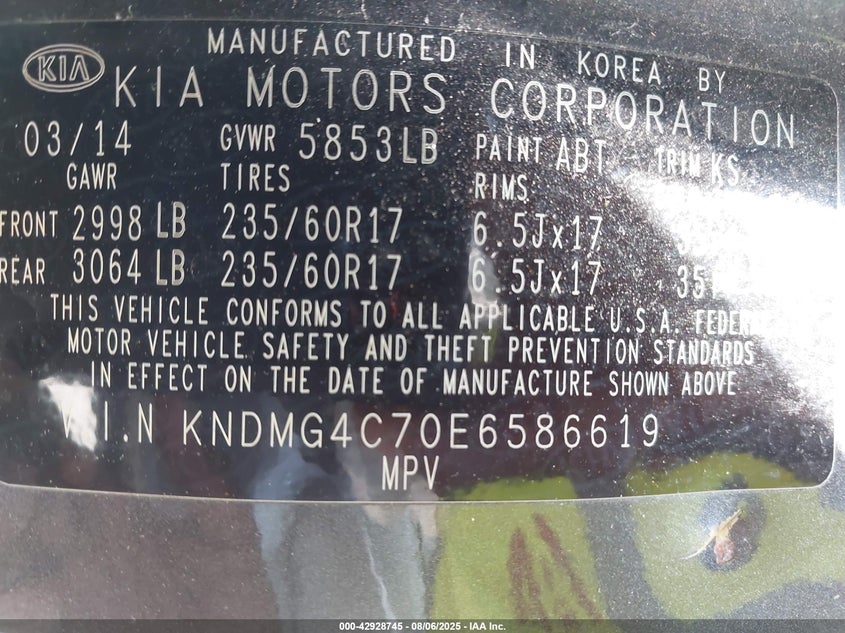 MANUFACTURED IN KOREA BY
KIA KIA MOTORS CORPORATION
03/14 GVWR 5853LB PAINT ABT TRIM KS
GAWR TIRES RIMS
FRONT 2998 LB 235/60R17 6.5Jx17
REAR 3064 LB 235/60R17 6.5Jx17 35
THIS VEHICLE CONFORMS TO ALL APPLICABLE U.S.A.
MOTOR VEHICLE SAFETY AND THEFT PREVENTION STANDARDS
IN EFFECT ON THE DATE OF MANUFACTURE SHOWN ABOVE
V.I.N KNDMG4C70E6586619
MPV
000-42928745 - 08/06/2025 - IAA Inc.